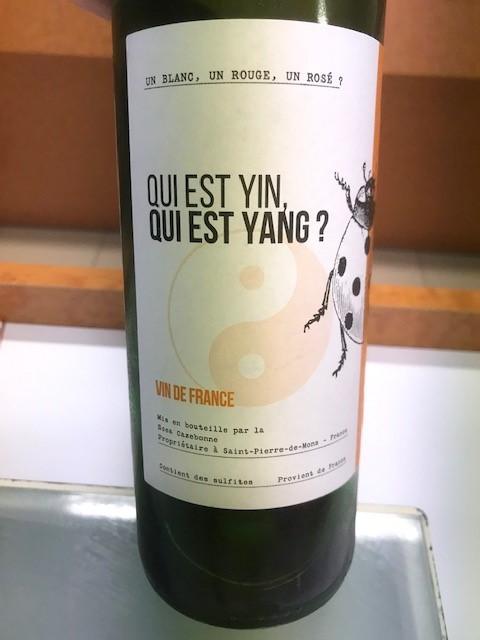 UN BLANC, UN ROUGE, UN ROSÉ ?
QUI EST YIN,
QUI EST YANG ?
VIN DE FRANCE
Mis en bouteille par la
Scea Cazebonne
Propriétaire à Saint-Pierre-de-Mons - France
Contient des sulfites Provient de France